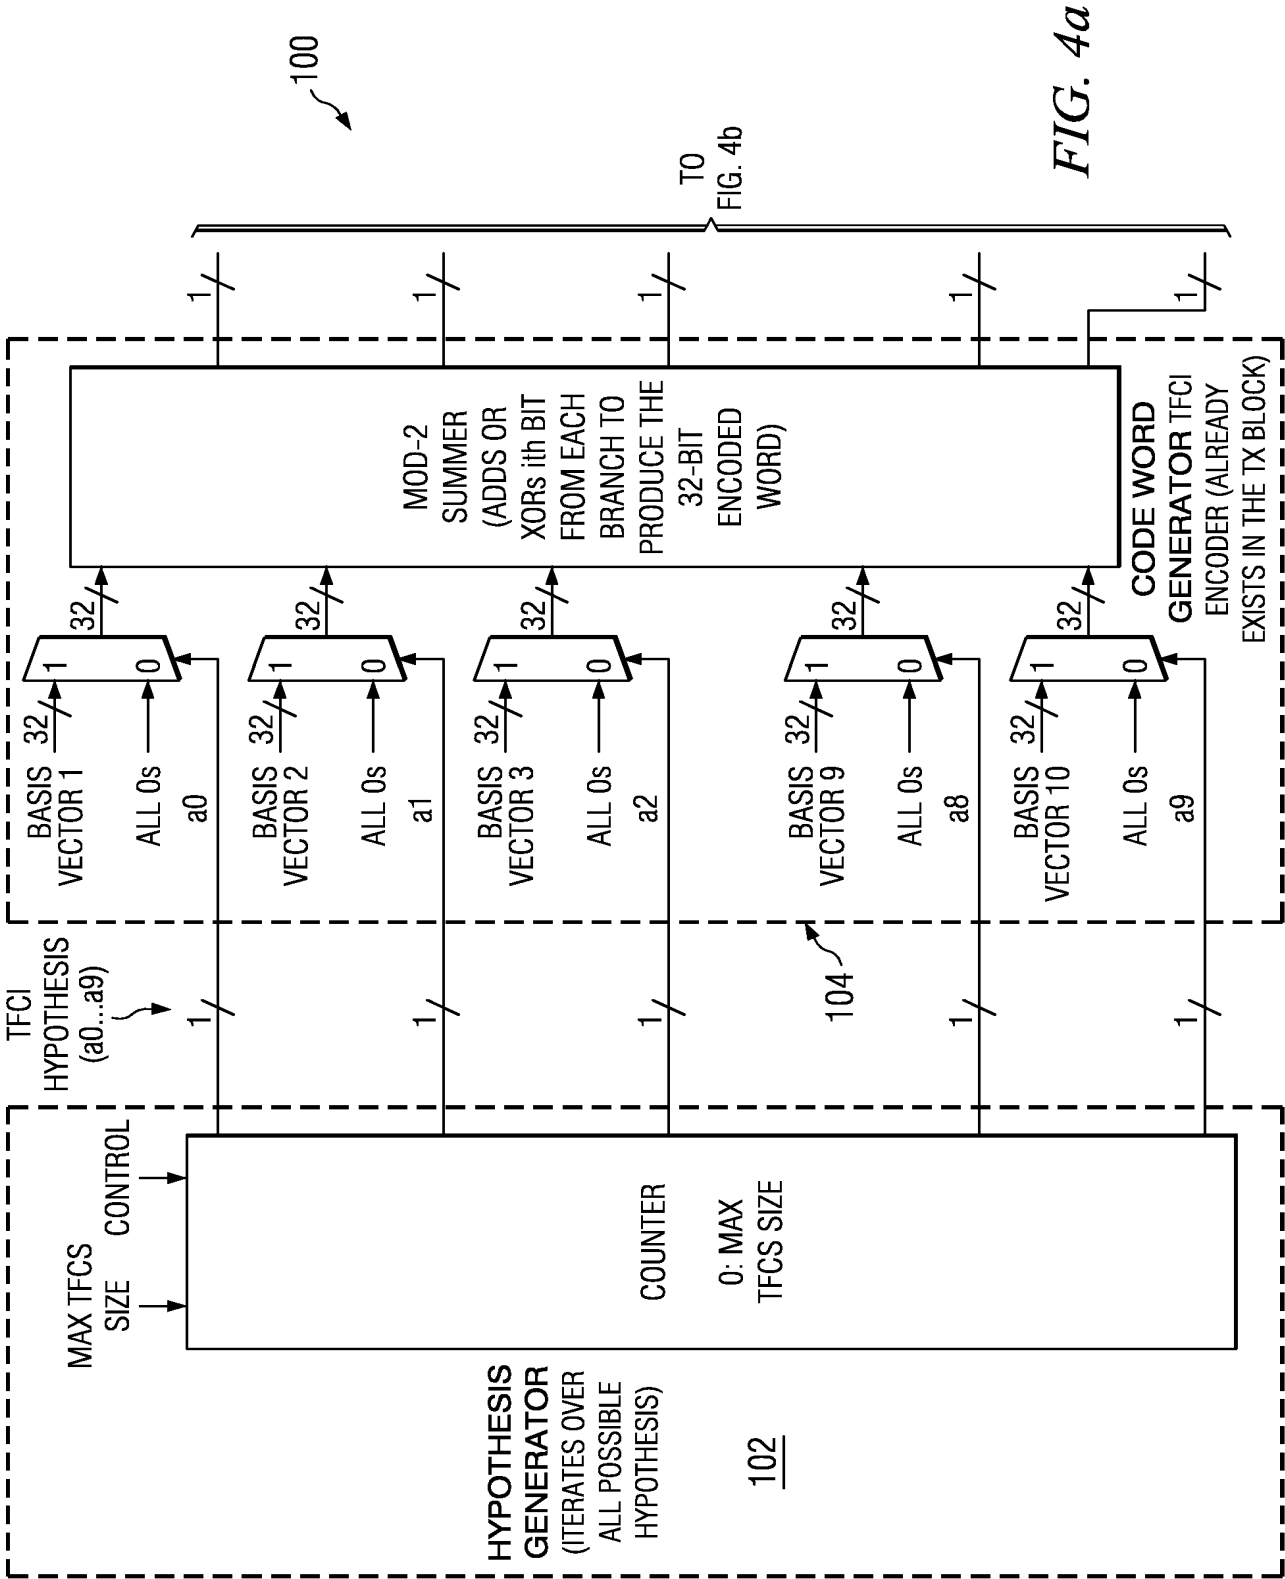 MAX TFCS
SIZE
CONTROL
HYPOTHESIS
GENERATOR
(ITERATES OVER
ALL POSSIBLE
HYPOTHESIS)
102
COUNTER
0: MAX
TFCS SIZE
TFCI
HYPOTHESIS
(a0...a9)
1
1
1
1
1
104
BASIS
VECTOR 1
32
ALL 0s
a0
1
0
32
BASIS
VECTOR 2
32
ALL 0s
a1
1
0
32
BASIS
VECTOR 3
32
ALL 0s
a2
1
0
32
BASIS
VECTOR 9
32
ALL 0s
a8
1
0
32
BASIS
VECTOR 10
32
ALL 0s
a9
1
0
32
MOD-2
SUMMER
(ADDS OR
XORs ith BIT
FROM EACH
BRANCH TO
PRODUCE THE
32-BIT
ENCODED
WORD)
CODE WORD
GENERATOR TFCI
ENCODER (ALREADY
EXISTS IN THE TX BLOCK)
1
1
1
1
1
100
TO
FIG. 4b
FIG. 4a